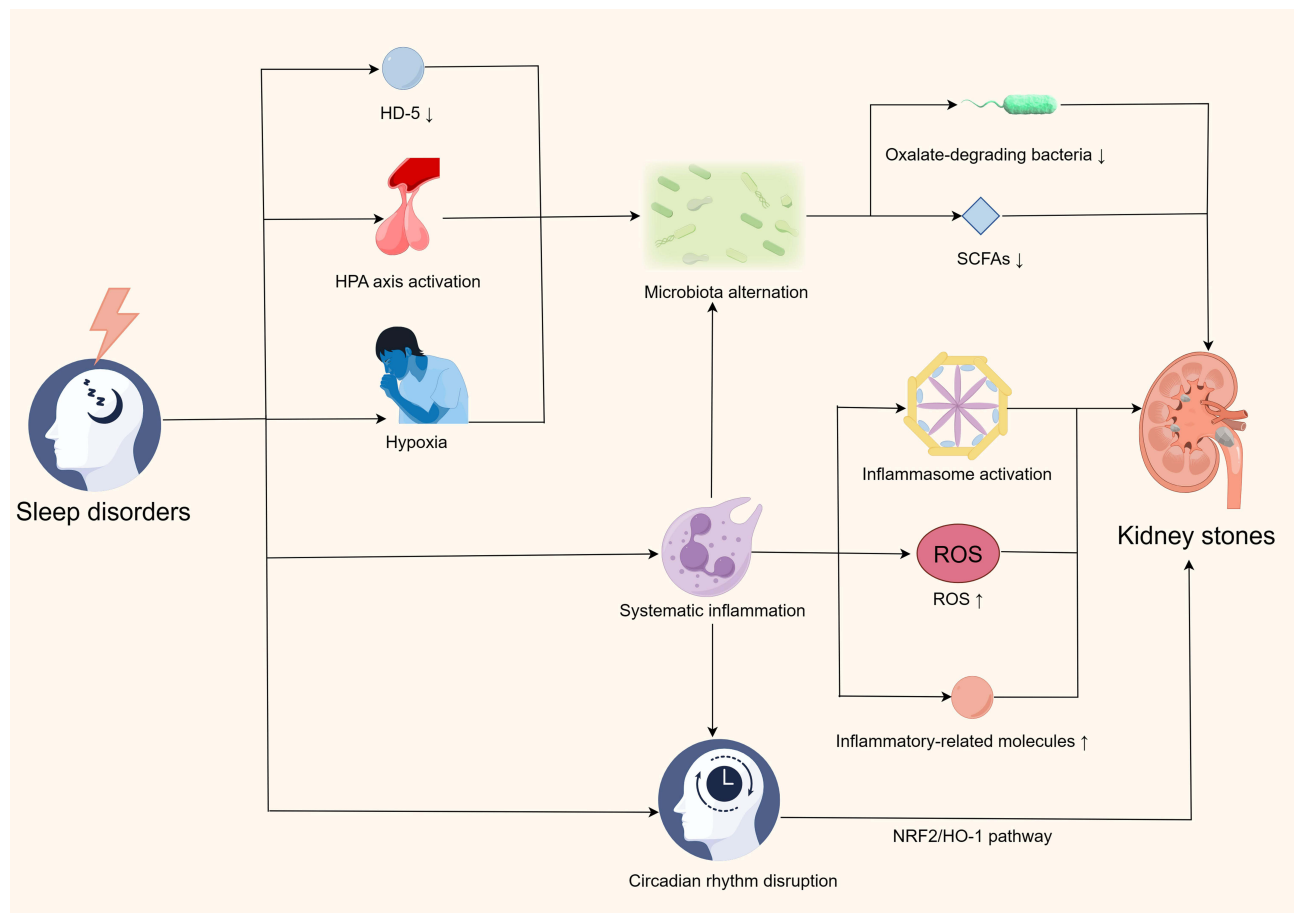 HD-5 ↓
Oxalate-degrading bacteria ↓
HPA axis activation
SCFAs ↓
Microbiota alternation
Hypoxia
Sleep disorders
Inflammasome activation
Kidney stones
ROS
ROS ↑
Systematic inflammation
Inflammatory-related molecules ↑
NRF2/HO-1 pathway
Circadian rhythm disruption